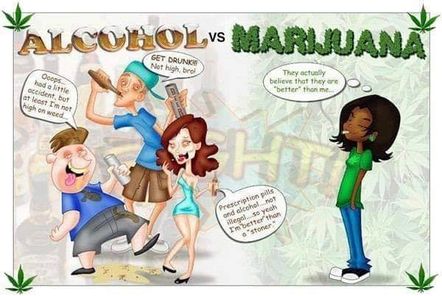 ALCOHOL vs MARIJUANA
GET DRUNK!!!
Not high, bro!
Ooops...
had a little
accident, but
at least I'm not
high on weed...
They actually
believe that they are
"better" than me...
Prescription pills
and alcohol ....not
illegal....so yeah
I'm better than
a "stoner."